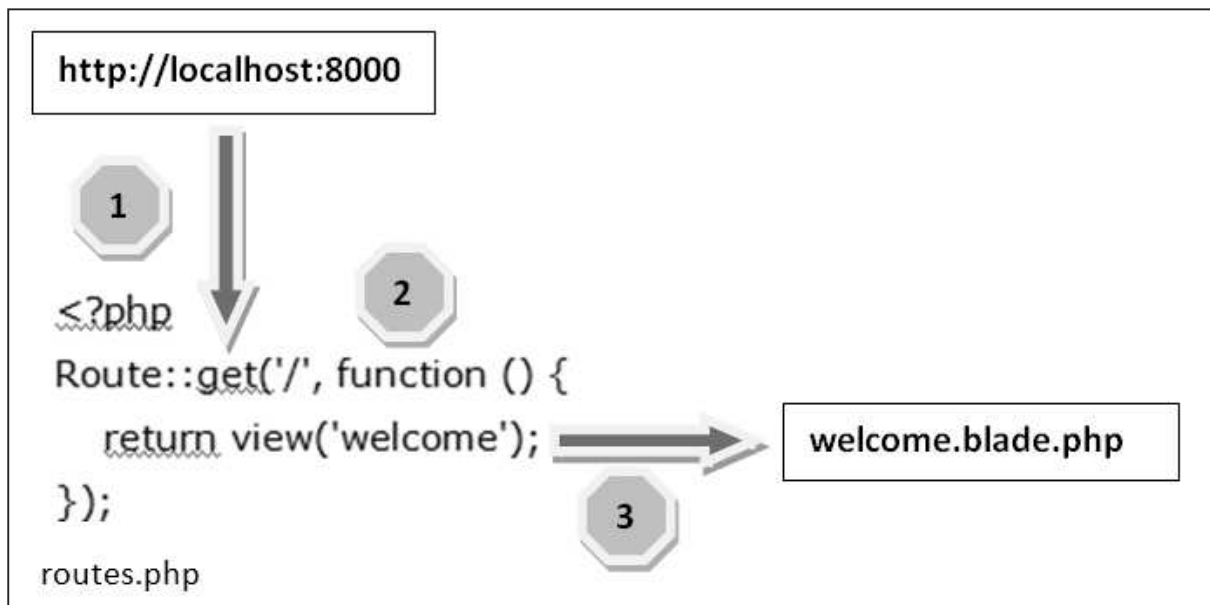 http://localhost:8000
1
2
<?php
Route::get('/', function () {
return view('welcome');
welcome.blade.php
});
3
routes.php